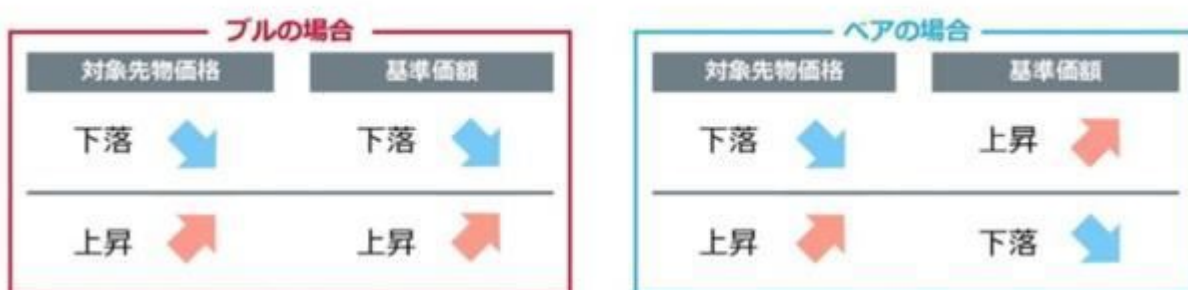 ブルの場合
対象先物価格 基準価額
下落 下落
上昇 上昇
ベアの場合
対象先物価格 基準価額
下落 上昇
上昇 下落